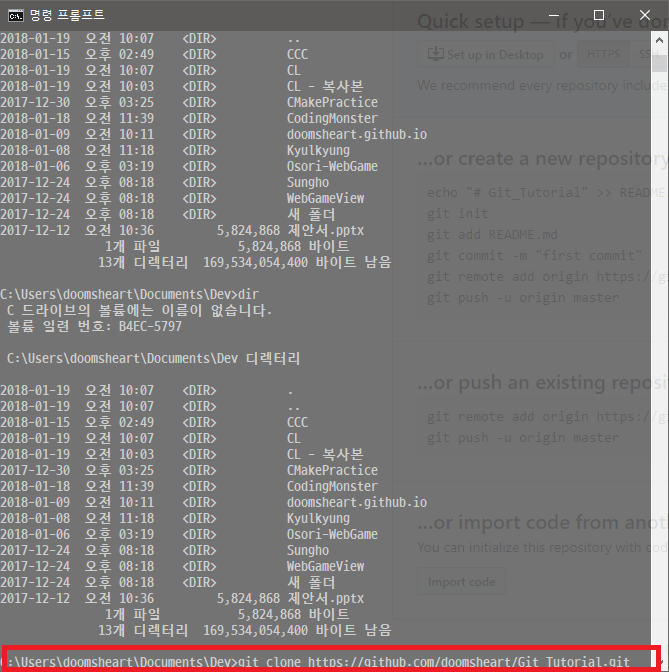 명령 프롬프트
2018-01-19 오전 10:07 <DIR> ..
2018-01-15 오후 02:49 <DIR> CCC
2018-01-19 오전 10:07 <DIR> CL
2018-01-19 오전 10:03 <DIR> CL - 복사본
2017-12-30 오후 03:25 <DIR> CMakePractice
2018-01-18 오전 11:39 <DIR> CodingMonster
2018-01-09 오전 10:11 <DIR> doomsheart.github.io
2018-01-08 오전 11:18 <DIR> Kyulkyung
2018-01-06 오후 03:19 <DIR> Osori-WebGame
2017-12-24 오후 08:18 <DIR> Sungho
2017-12-24 오후 08:18 <DIR> WebGameView
2017-12-24 오후 08:18 <DIR> 새 폴더
2017-12-12 오전 10:36 5,824,868 제안서.pptx
1개 파일 5,824,868 바이트
13개 디렉터리 169,534,054,400 바이트 남음
C:\Users\doomsheart\Documents\Dev>dir
C 드라이브의 볼륨에는 이름이 없습니다.
볼륨 일련 번호: B4EC-5797
C:\Users\doomsheart\Documents\Dev 디렉터리
2018-01-19 오전 10:07 <DIR> .
2018-01-19 오전 10:07 <DIR> ..
2018-01-15 오후 02:49 <DIR> CCC
2018-01-19 오전 10:07 <DIR> CL
2018-01-19 오전 10:03 <DIR> CL - 복사본
2017-12-30 오후 03:25 <DIR> CMakePractice
2018-01-18 오전 11:39 <DIR> CodingMonster
2018-01-09 오전 10:11 <DIR> doomsheart.github.io
2018-01-08 오전 11:18 <DIR> Kyulkyung
2018-01-06 오후 03:19 <DIR> Osori-WebGame
2017-12-24 오후 08:18 <DIR> Sungho
2017-12-24 오후 08:18 <DIR> WebGameView
2017-12-24 오후 08:18 <DIR> 새 폴더
2017-12-12 오전 10:36 5,824,868 제안서.pptx
1개 파일 5,824,868 바이트
13개 디렉터리 169,534,054,400 바이트 남음
C:\Users\doomsheart\Documents\Dev>git clone https://github.com/doomsheart/Git_Tutorial.git
Quick setup — if you've don
Set up in Desktop or HTTPS SS
We recommend every repository include
...or create a new repository
echo "# Git_Tutorial" >> README
git init
git add README.md
git commit -m "first commit"
git remote add origin https://g
git push -u origin master
...or push an existing reposi
git remote add origin https://g
git push -u origin master
...or import code from anot
You can initialize this repository with cod
Import code